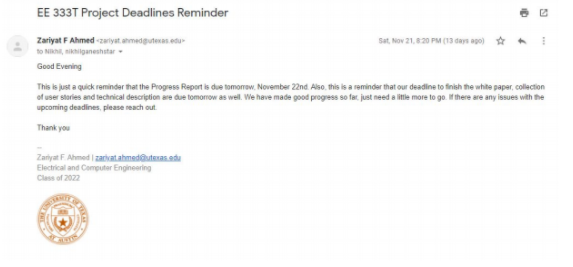 EE 333T Project Deadlines Reminder
Zariyat F Ahmed <zariyat.ahmed@utexas.edu>
Sat, Nov 21, 8:20 PM (13 days ago)
to Nikhil, nikhilganeshstar
Good Evening
This is just a quick reminder that the Progress Report is due tomorrow, November 22nd. Also, this is a reminder that our deadline to finish the white paper, collection
of user stories and technical description are due tomorrow as well. We have made good progress so far, just need a little more to go. If there are any issues with the
upcoming deadlines, please reach out.
Thank you
--
Zariyat F. Ahmed | zariyat.ahmed@utexas.edu
Electrical and Computer Engineering
Class of 2022
THE UNIVERSITY OF TEXAS
AT AUSTIN